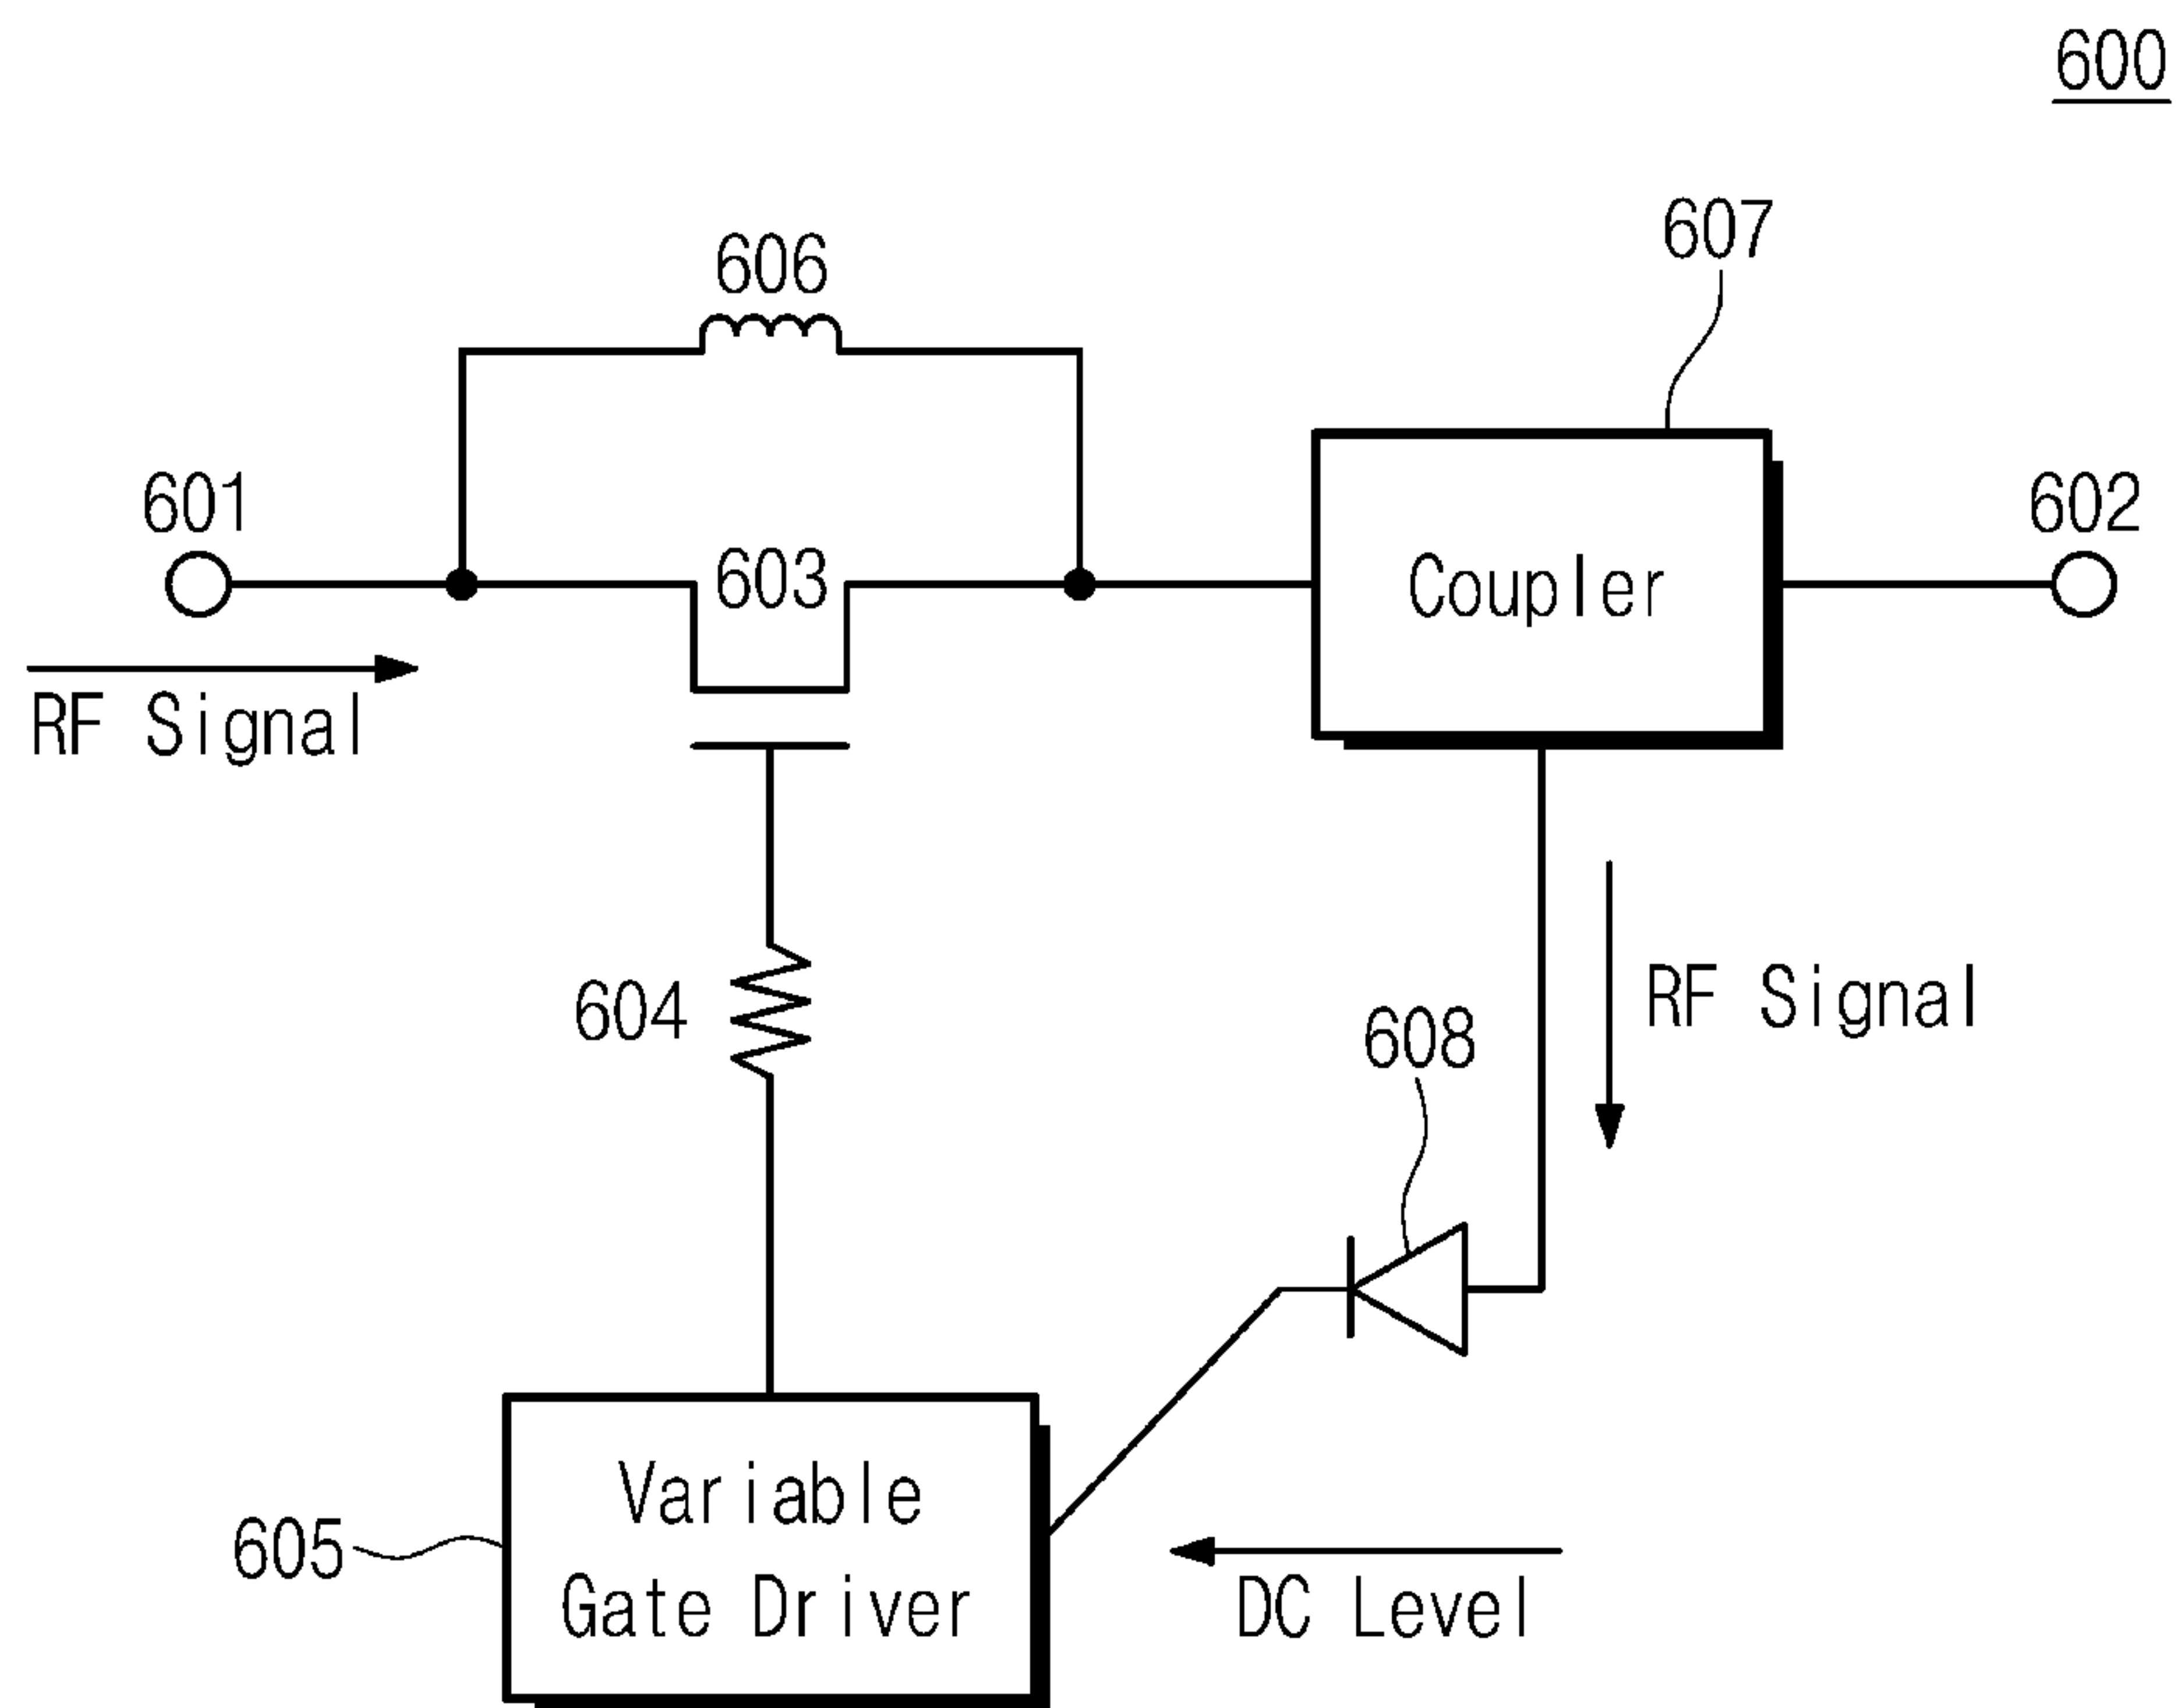 600
607
606
601
603
602
Coupler
RF Signal
604
RF Signal
608
Variable
Gate Driver
605
DC Level